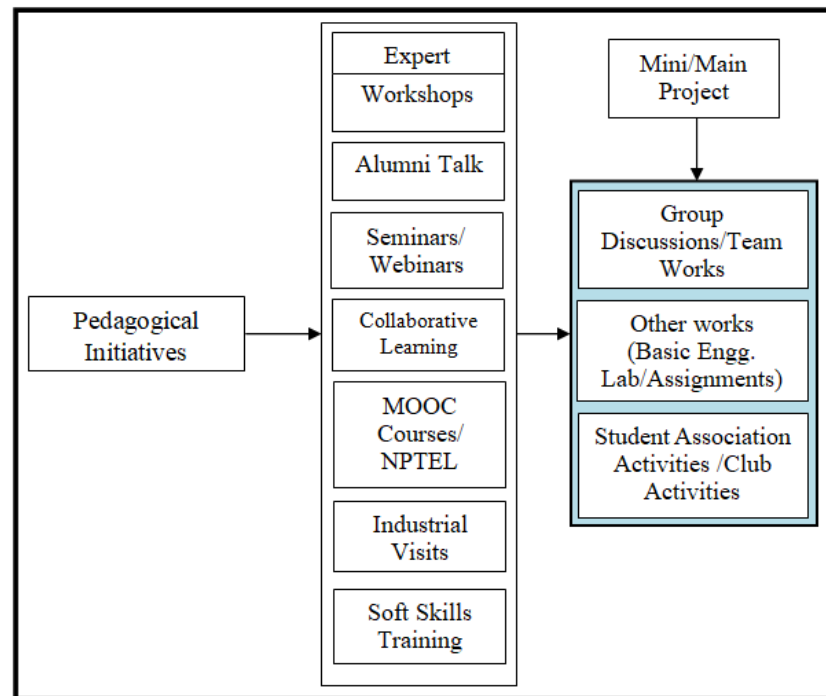 Pedagogical
Initiatives
Expert
Workshops
Alumni Talk
Seminars/
Webinars
Collaborative
Learning
MOOC
Courses/
NPTEL
Industrial
Visits
Soft Skills
Training
Mini/Main
Project
Group
Discussions/Team
Works
Other works
(Basic Engg.
Lab/Assignments)
Student Association
Activities /Club
Activities